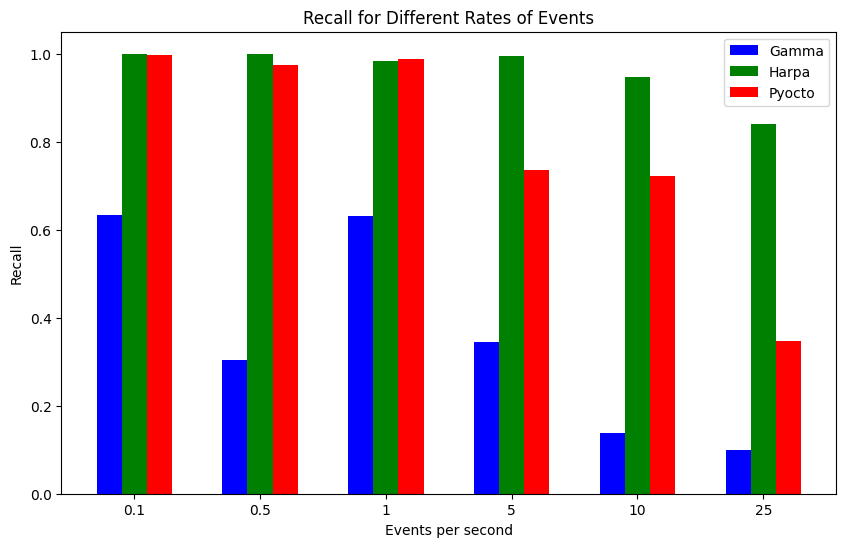 Recall for Different Rates of Events
Gamma
Harpa
Pyocto
Recall
1.0
0.8
0.6
0.4
0.2
0.0
0.1 0.5 1 5 10 25
Events per second